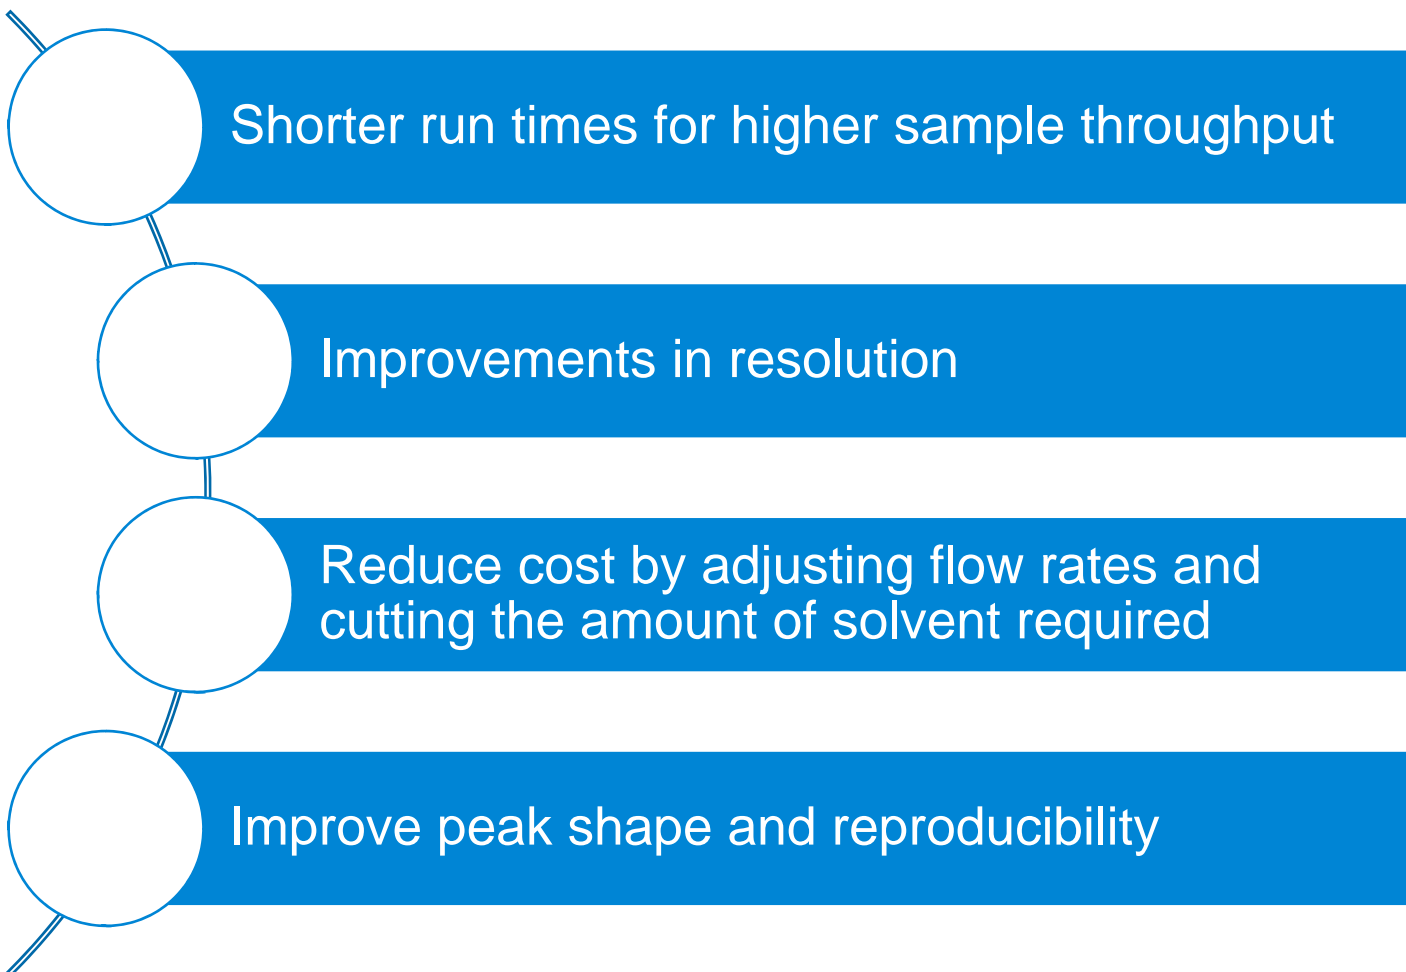 Shorter run times for higher sample throughput
Improvements in resolution
Reduce cost by adjusting flow rates and
cutting the amount of solvent required
Improve peak shape and reproducibility